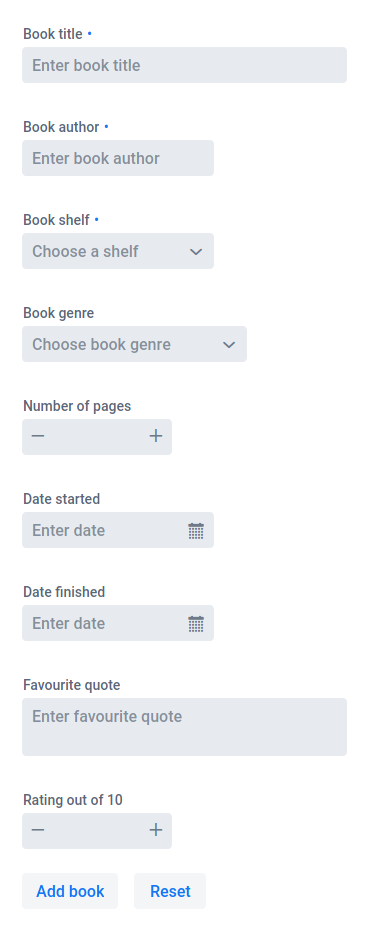 Book title •
Enter book title
Book author •
Enter book author
Book shelf •
Choose a shelf
Book genre
Choose book genre
Number of pages
− +
Date started
Enter date
Date finished
Enter date
Favourite quote
Enter favourite quote
Rating out of 10
− +
Add book Reset